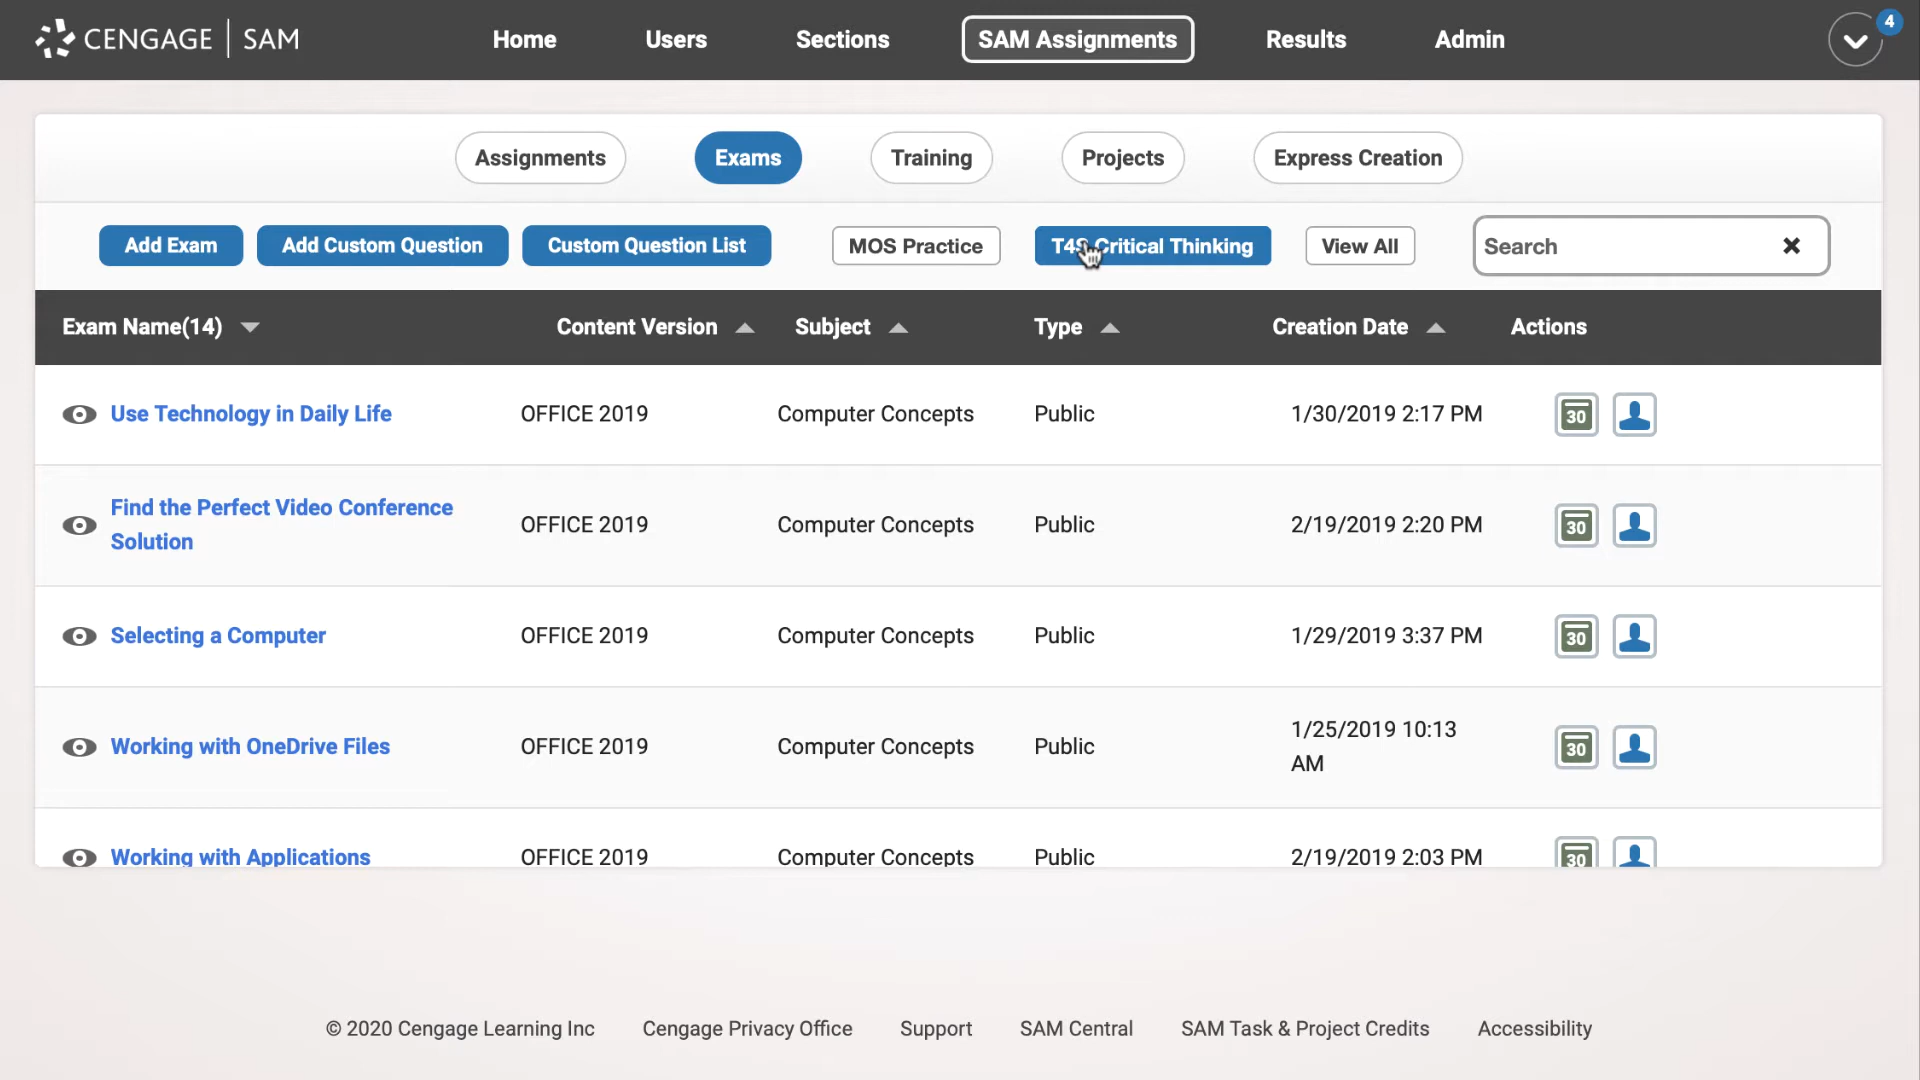 CENGAGE | SAM
Home
Users
Sections
SAM Assignments
Results
Admin
4
Assignments
Exams
Training
Projects
Express Creation
Add Exam
Add Custom Question
Custom Question List
MOS Practice
Critical Thinking
View All
Search
Exam Name(14)
Content Version
Subject
Type
Creation Date
Actions
Use Technology in Daily Life
OFFICE 2019
Computer Concepts
Public
1/30/2019 2:17 PM
30
Find the Perfect Video Conference
Solution
OFFICE 2019
Computer Concepts
Public
2/19/2019 2:20 PM
30
Selecting a Computer
OFFICE 2019
Computer Concepts
Public
1/29/2019 3:37 PM
30
Working with OneDrive Files
OFFICE 2019
Computer Concepts
Public
1/25/2019 10:13
AM
30
Working with Applications
OFFICE 2019
Computer Concepts
Public
2/19/2019 2:03 PM
30
© 2020 Cengage Learning Inc
Cengage Privacy Office
Support
SAM Central
SAM Task & Project Credits
Accessibility